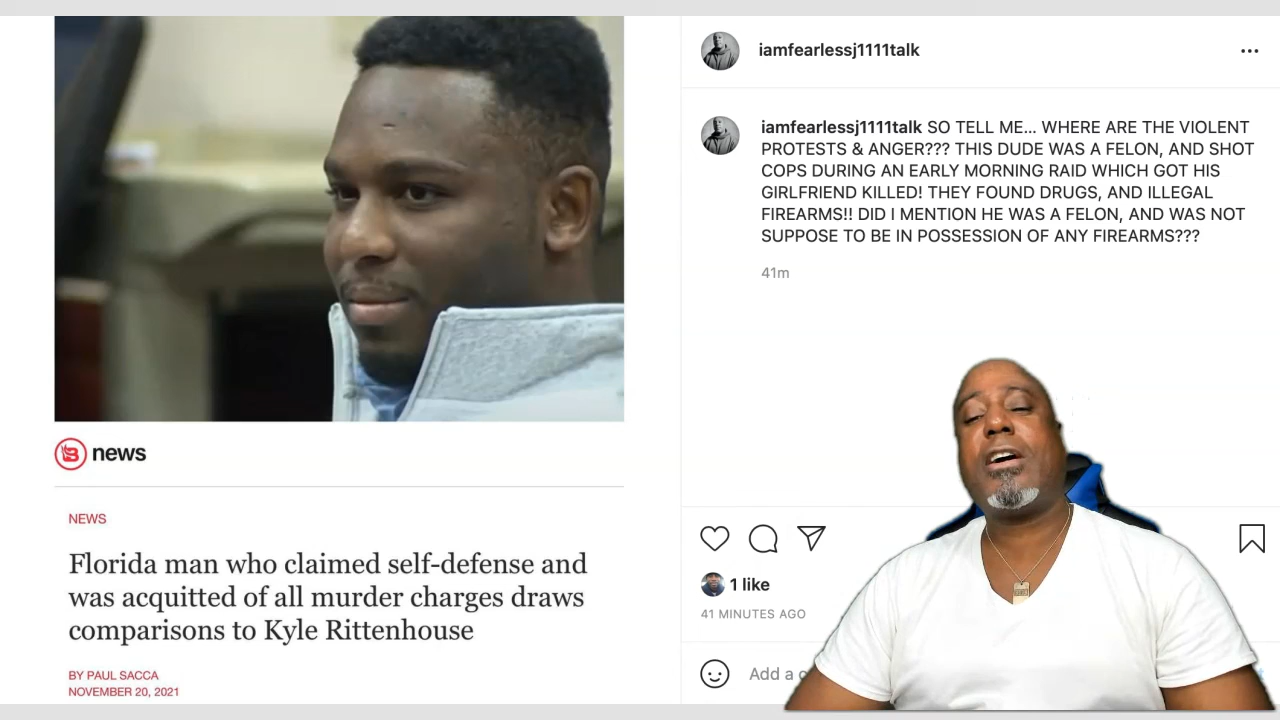 news
NEWS
Florida man who claimed self-defense and
was acquitted of all murder charges draws
comparisons to Kyle Rittenhouse
BY PAUL SACCA
NOVEMBER 20, 2021
iamfearlessj1111talk
iamfearlessj1111talk SO TELL ME... WHERE ARE THE VIOLENT
PROTESTS & ANGER??? THIS DUDE WAS A FELON, AND SHOT
COPS DURING AN EARLY MORNING RAID WHICH GOT HIS
GIRLFRIEND KILLED! THEY FOUND DRUGS, AND ILLEGAL
FIREARMS!! DID I MENTION HE WAS A FELON, AND WAS NOT
SUPPOSE TO BE IN POSSESSION OF ANY FIREARMS???
41m
1 like
41 MINUTES AGO
Add a